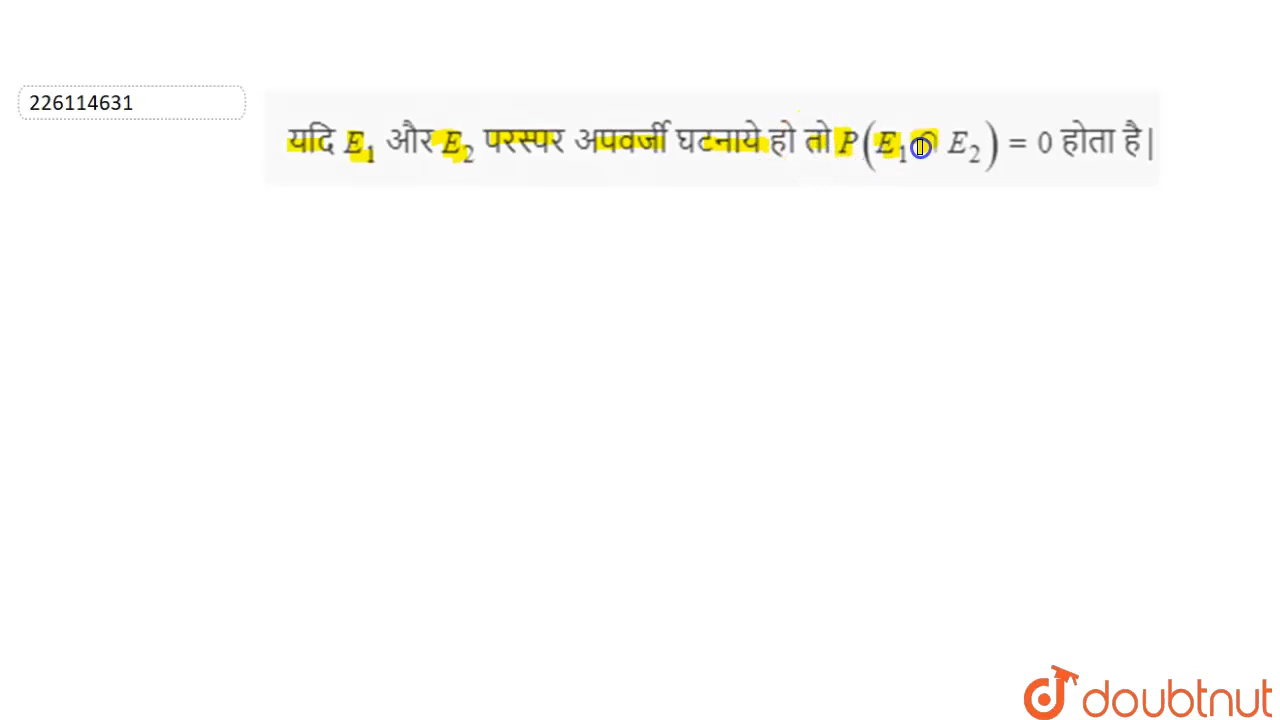 226114631
यदि E₁ और E₂ परस्पर अपवर्जी घटनाये हो तो P(E₁∩ E₂) = 0 होता है|
doubtnut